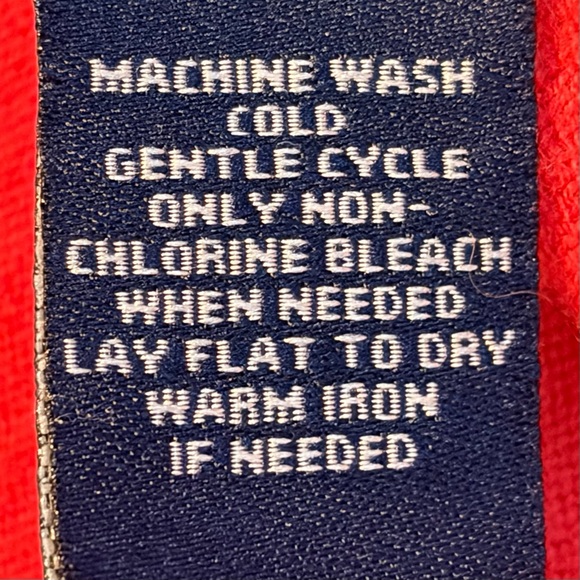 MACHINE WASH
COLD
GENTLE CYCLE
ONLY NON-
CHLORINE BLEACH
WHEN NEEDED
LAY FLAT TO DRY
WARM IRON
IF NEEDED